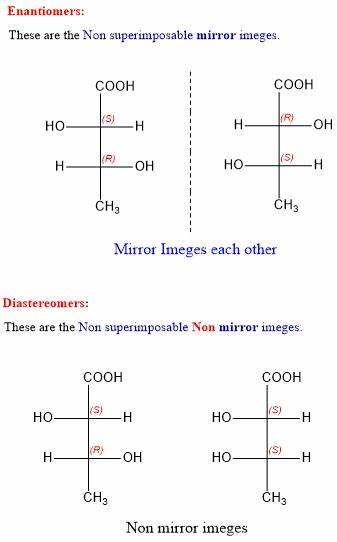 Enantiomers:
These are the Non superimposable mirror imeges.
COOH COOH
HO (S) H H (R) OH
H (R) OH HO (S) H
CH3 CH3
Mirror Imeges each other
Diastereomers:
These are the Non superimposable Non mirror imeges.
COOH COOH
HO (S) H HO (S) H
H (R) OH HO (S) H
CH3 CH3
Non mirror imeges